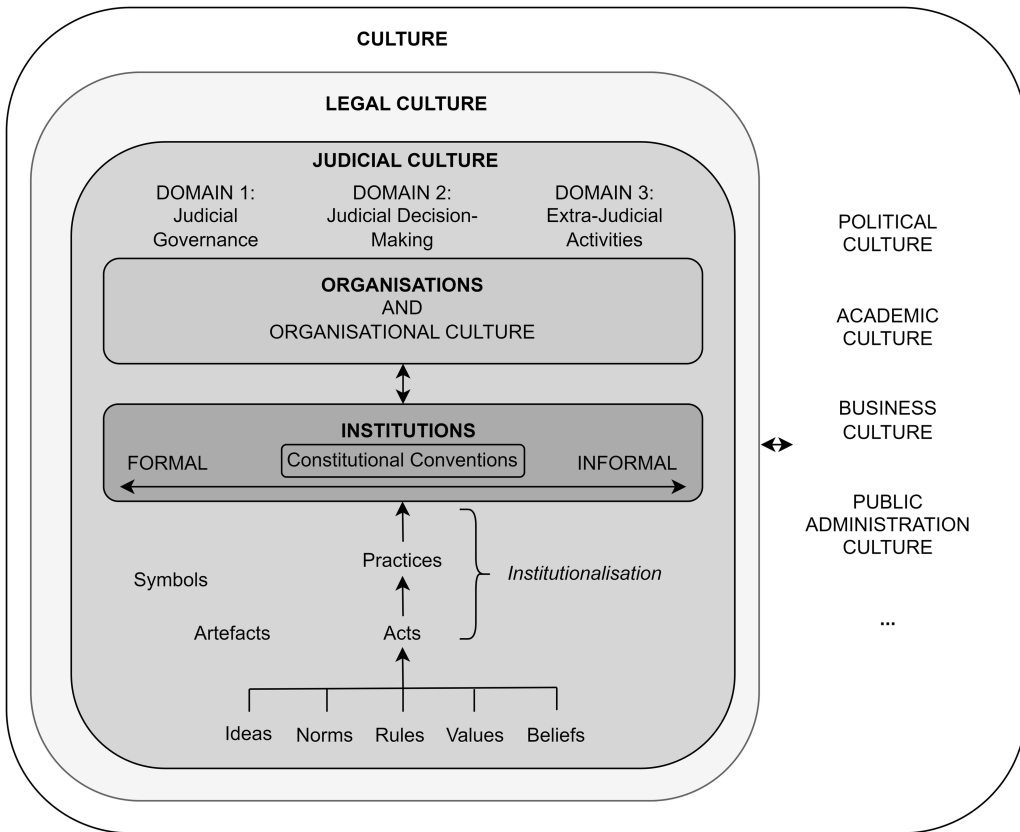 CULTURE
LEGAL CULTURE
JUDICIAL CULTURE
DOMAIN 1:
Judicial
Governance
DOMAIN 2:
Judicial Decision-
Making
DOMAIN 3:
Extra-Judicial
Activities
ORGANISATIONS
AND
ORGANISATIONAL CULTURE
INSTITUTIONS
FORMAL
Constitutional Conventions
INFORMAL
Practices
Institutionalisation
Symbols
Artefacts
Acts
Ideas
Norms
Rules
Values
Beliefs
POLITICAL
CULTURE
ACADEMIC
CULTURE
BUSINESS
CULTURE
PUBLIC
ADMINISTRATION
CULTURE
...